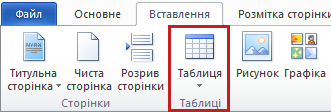 Файл Основне Вставлення Розмітка сторінки
Титульна сторінка Чиста сторінка Розрив сторінки Таблиця Рисунок Графіка
Сторінки Таблиці